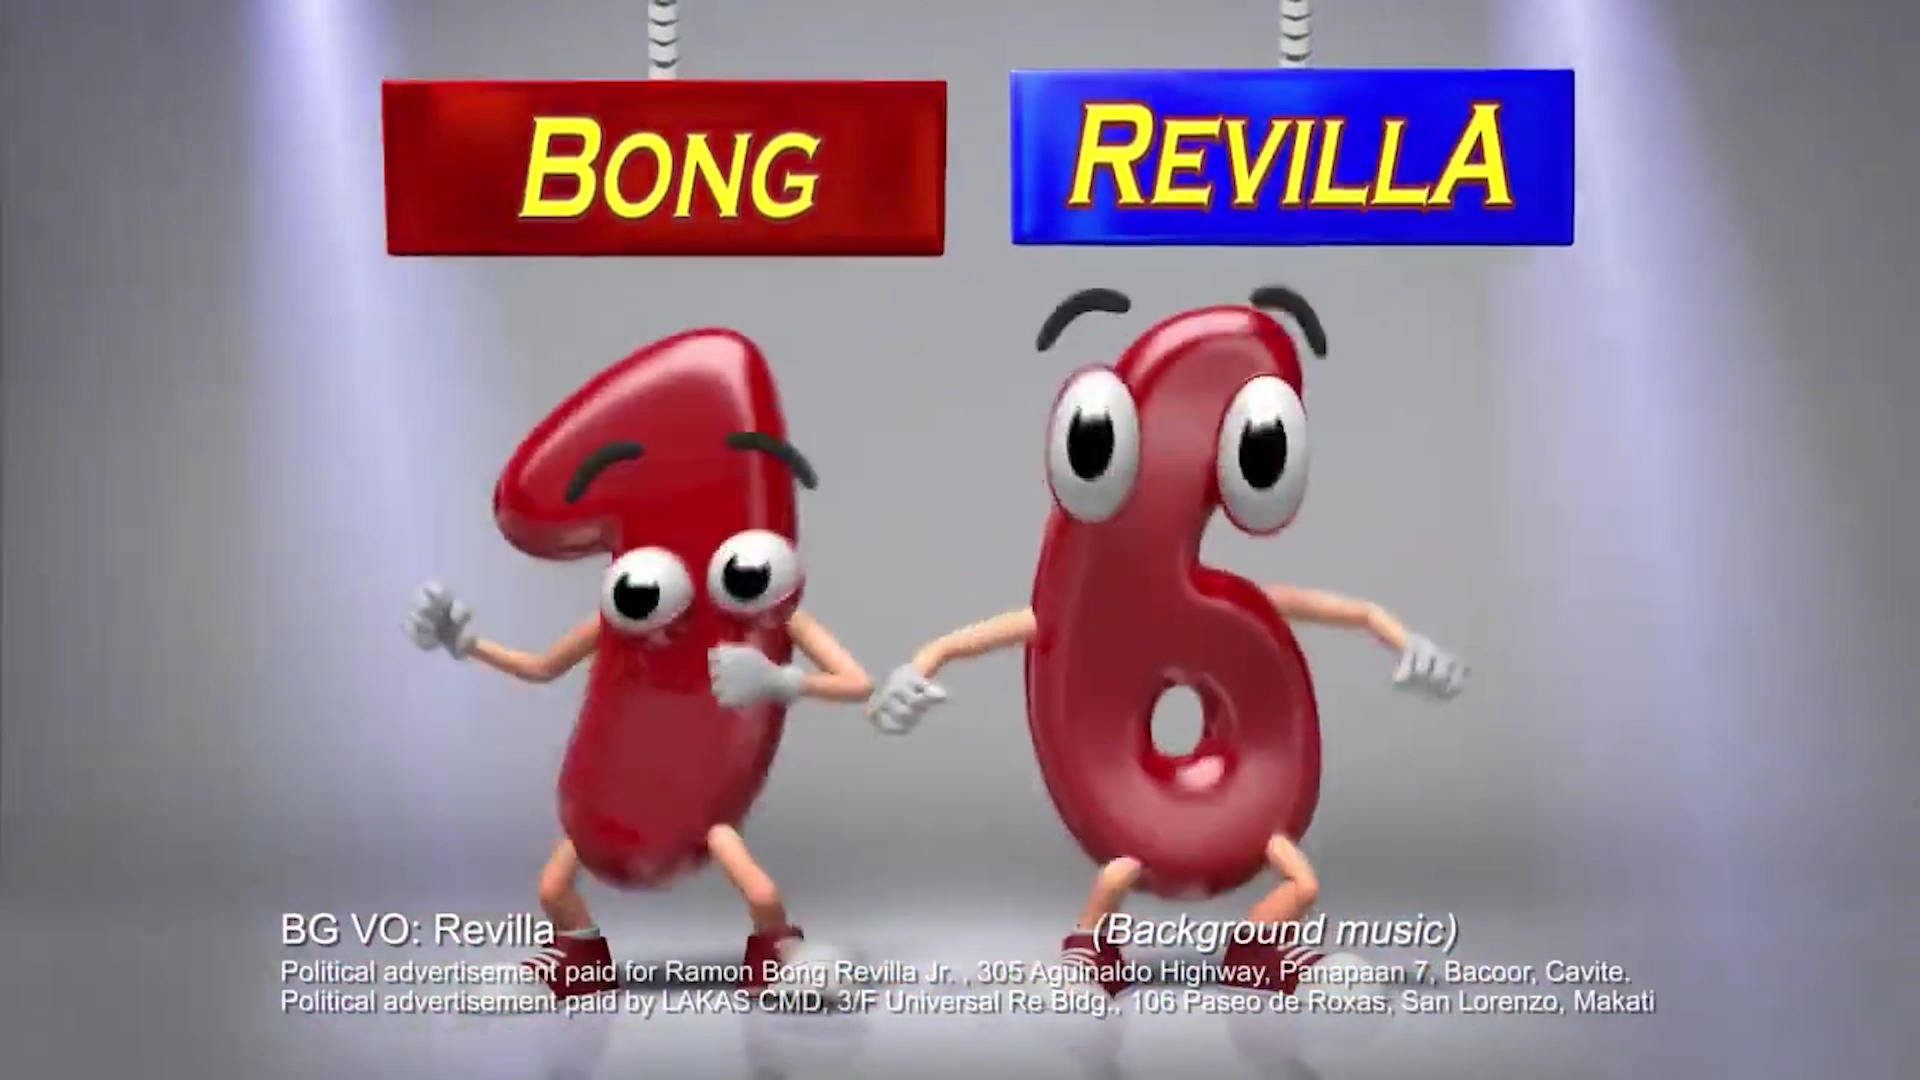 BONG
REVILLA
16
BG VO: Revilla
(Background music)
Political advertisement paid for Ramon Bong Revilla Jr. , 305 Aguinaldo Highway, Panapaan 7, Bacoor, Cavite.
Political advertisement paid by LAKAS CMD, 3/F Universal Re Bldg., 106 Paseo de Roxas, San Lorenzo, Makati